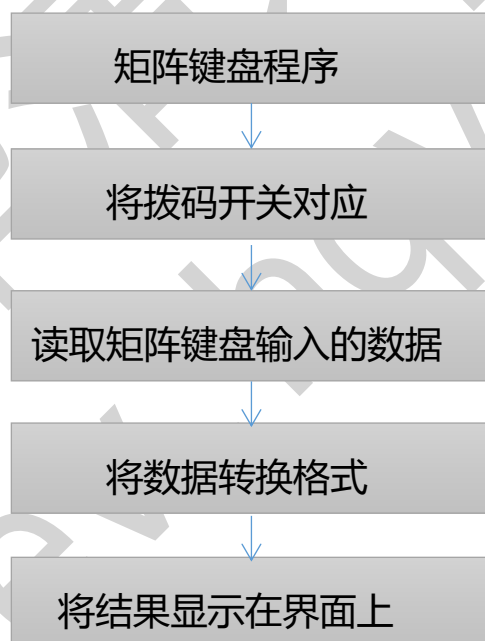 矩阵键盘程序
将拨码开关对应
读取矩阵键盘输入的数据
将数据转换格式
将结果显示在界面上